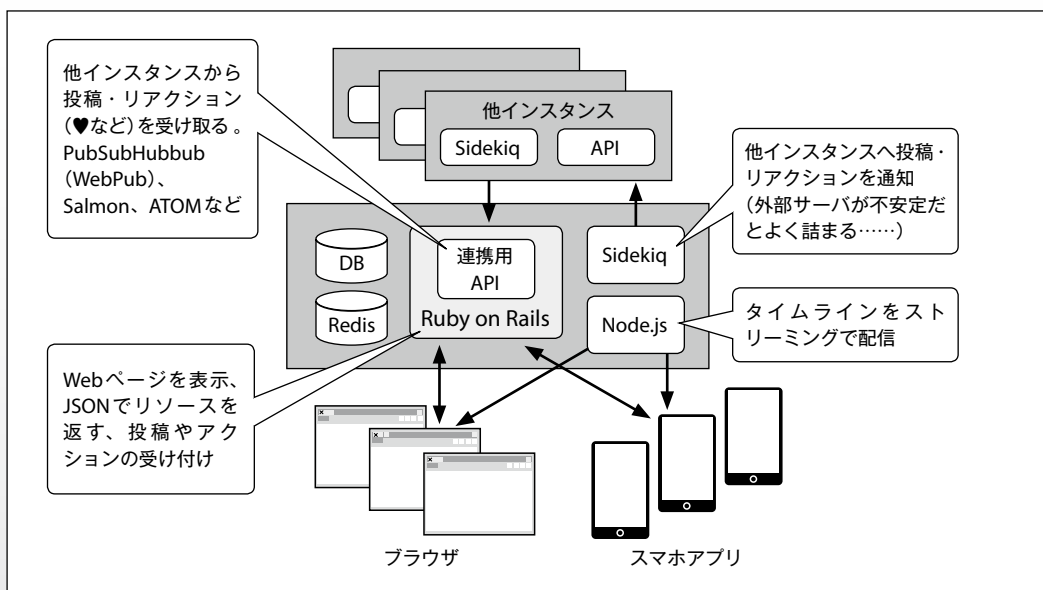 他インスタンスから
投稿・リアクション
(♥など)を受け取る。
PubSubHubbub
(WebPub)、
Salmon、ATOMなど
他インスタンス
Sidekiq
API
他インスタンスへ投稿・
リアクションを通知
(外部サーバが不安定だ
とよく詰まる……)
DB
Redis
連携用
API
Ruby on Rails
Sidekiq
Node.js
タイムラインをスト
リーミングで配信
Webページを表示、
JSONでリソースを
返す、投稿やアク
ションの受け付け
ブラウザ
スマホアプリ